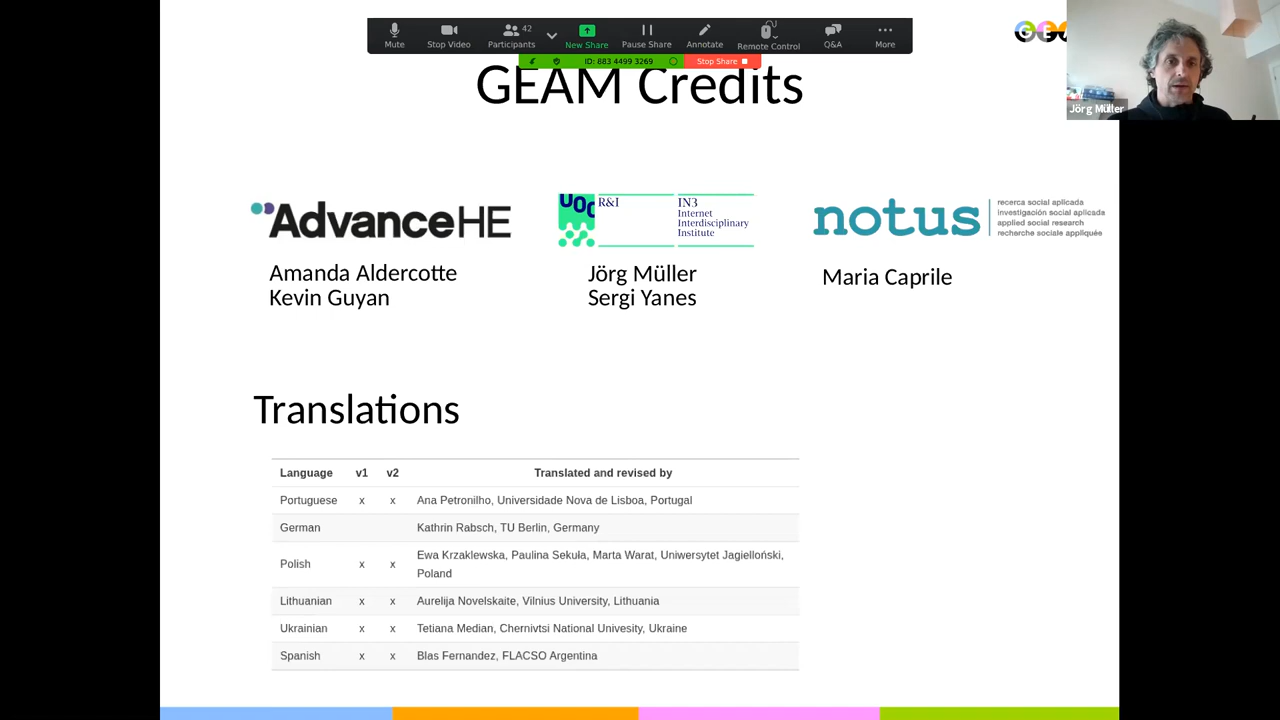 Mute
Stop Video
Participants
42
New Share
Pause Share
Annotate
Remote Control
Q&A
More
ID: 883 4499 3269
Stop Share
Jörg Müller
GEAM Credits
AdvanceHE
UOC
R&I
IN3
Internet
Interdisciplinary
Institute
notus
recerca social aplicada
investigación social aplicada
applied social research
recherche sociale appliquée
Amanda Aldercotte
Kevin Guyan
Jörg Müller
Sergi Yanes
Maria Caprile
Translations
Language v1 v2 Translated and revised by
Portuguese x x Ana Petronilho, Universidade Nova de Lisboa, Portugal
German Kathrin Rabsch, TU Berlin, Germany
Polish x x Ewa Krzaklewska, Paulina Sekuła, Marta Warat, Uniwersytet Jagielloński,
Poland
Lithuanian x x Aurelija Novelskaite, Vilnius University, Lithuania
Ukrainian x x Tetiana Median, Chernivtsi National Univesity, Ukraine
Spanish x x Blas Fernandez, FLACSO Argentina